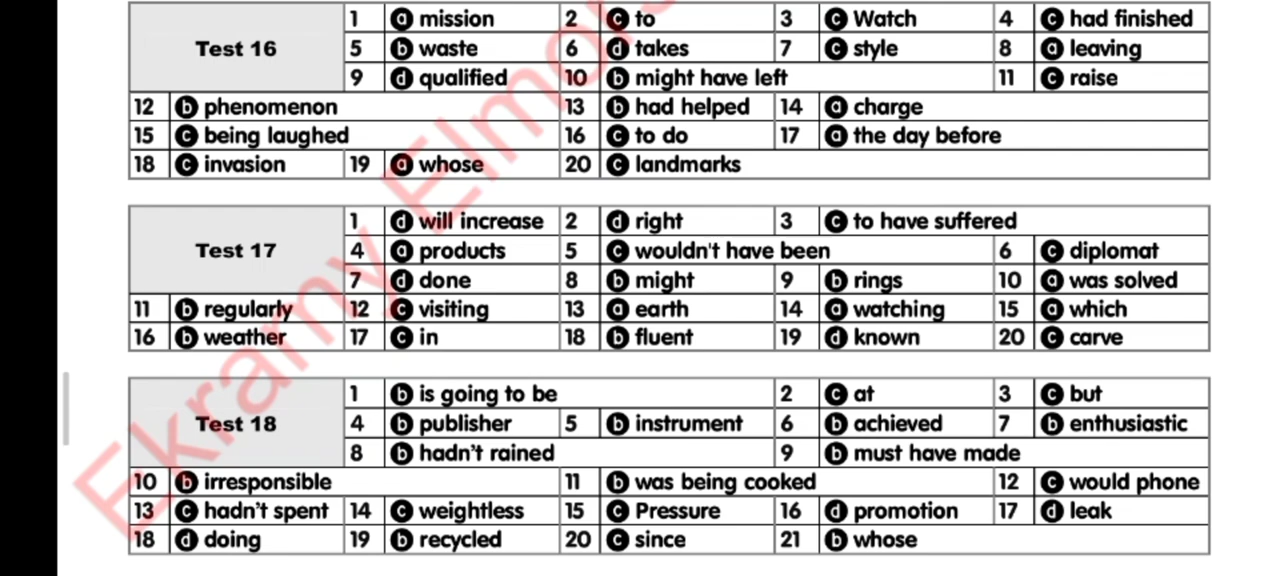 1 a mission 2 c to 3 c Watch 4 c had finished
Test 16 5 b waste 6 d takes 7 c style 8 a leaving
9 d qualified 10 b might have left 11 c raise
12 b phenomenon 13 b had helped 14 a charge
15 c being laughed 16 c to do 17 a the day before
18 c invasion 19 a whose 20 c landmarks
1 d will increase 2 d right 3 c to have suffered
Test 17 4 a products 5 c wouldn't have been 6 c diplomat
7 d done 8 b might 9 b rings 10 a was solved
11 b regularly 12 c visiting 13 a earth 14 a watching 15 a which
16 b weather 17 c in 18 b fluent 19 d known 20 c carve
1 b is going to be 2 c at 3 c but
Test 18 4 b publisher 5 b instrument 6 b achieved 7 b enthusiastic
8 b hadn't rained 9 b must have made
10 b irresponsible 11 b was being cooked 12 c would phone
13 c hadn't spent 14 c weightless 15 c Pressure 16 d promotion 17 d leak
18 d doing 19 b recycled 20 c since 21 b whose
Ekramy